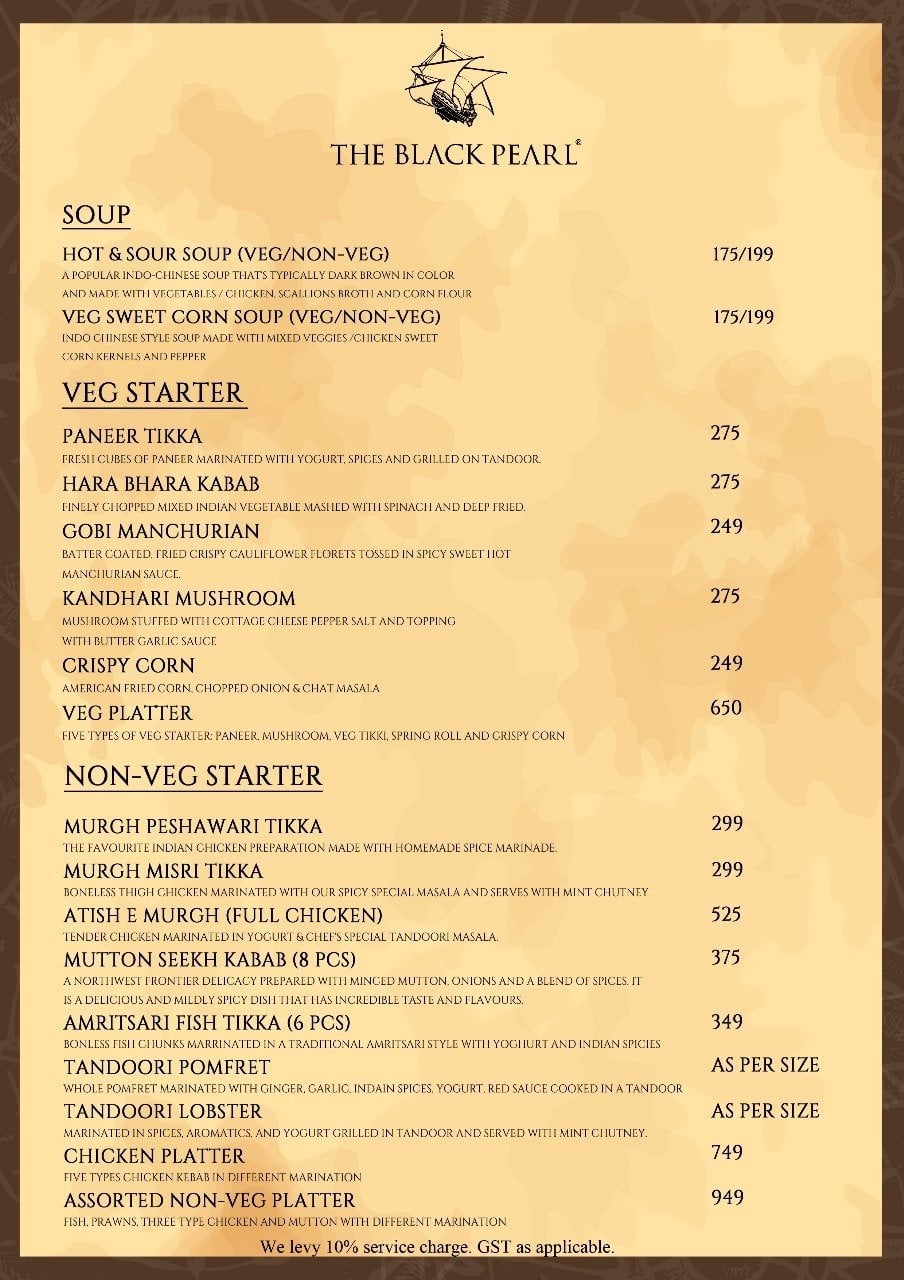 THE BLACK PEARL®
SOUP
HOT & SOUR SOUP (VEG/NON-VEG) 175/199
A POPULAR INDO-CHINESE SOUP THAT'S TYPICALLY DARK BROWN IN COLOR
AND MADE WITH VEGETABLES / CHICKEN, SCALLIONS BROTH AND CORN FLOUR
VEG SWEET CORN SOUP (VEG/NON-VEG) 175/199
INDO CHINESE STYLE SOUP MADE WITH MIXED VEGGIES /CHICKEN SWEET
CORN KERNELS AND PEPPER
VEG STARTER
PANEER TIKKA 275
FRESH CUBES OF PANEER MARINATED WITH YOGURT, SPICES AND GRILLED ON TANDOOR.
HARA BHARA KABAB 275
FINELY CHOPPED MIXED INDIAN VEGETABLE MASHED WITH SPINACH AND DEEP FRIED.
GOBI MANCHURIAN 249
BATTER COATED, FRIED CRISPY CAULIFLOWER FLORETS TOSSED IN SPICY SWEET HOT
MANCHURIAN SAUCE.
KANDHARI MUSHROOM 275
MUSHROOM STUFFED WITH COTTAGE CHEESE PEPPER SALT AND TOPPING
WITH BUTTER GARLIC SAUCE
CRISPY CORN 249
AMERICAN FRIED CORN, CHOPPED ONION & CHAT MASALA
VEG PLATTER 650
FIVE TYPES OF VEG STARTER: PANEER, MUSHROOM, VEG TIKKI, SPRING ROLL AND CRISPY CORN
NON-VEG STARTER
MURGH PESHAWARI TIKKA 299
THE FAVOURITE INDIAN CHICKEN PREPARATION MADE WITH HOMEMADE SPICE MARINADE.
MURGH MISRI TIKKA 299
BONELESS THIGH CHICKEN MARINATED WITH OUR SPICY SPECIAL MASALA AND SERVES WITH MINT CHUTNEY
ATISH E MURGH (FULL CHICKEN) 525
TENDER CHICKEN MARINATED IN YOGURT & CHEF'S SPECIAL TANDOORI MASALA.
MUTTON SEEKH KABAB (8 PCS) 375
A NORTHWEST FRONTIER DELICACY PREPARED WITH MINCED MUTTON, ONIONS AND A BLEND OF SPICES. IT
IS A DELICIOUS AND MILDLY SPICY DISH THAT HAS INCREDIBLE TASTE AND FLAVOURS.
AMRITSARI FISH TIKKA (6 PCS) 349
BONLESS FISH CHUNKS MARRINATED IN A TRADITIONAL AMRITSARI STYLE WITH YOGHURT AND INDIAN SPICIES
TANDOORI POMFRET AS PER SIZE
WHOLE POMFRET MARINATED WITH GINGER, GARLIC, INDAIN SPICES, YOGURT, RED SAUCE COOKED IN A TANDOOR
TANDOORI LOBSTER AS PER SIZE
MARINATED IN SPICES, AROMATICS, AND YOGURT GRILLED IN TANDOOR AND SERVED WITH MINT CHUTNEY.
CHICKEN PLATTER 749
FIVE TYPES CHICKEN KEBAB IN DIFFERENT MARINATION
ASSORTED NON-VEG PLATTER 949
FISH, PRAWNS, THREE TYPE CHICKEN AND MUTTON WITH DIFFERENT MARINATION
We levy 10% service charge. GST as applicable.